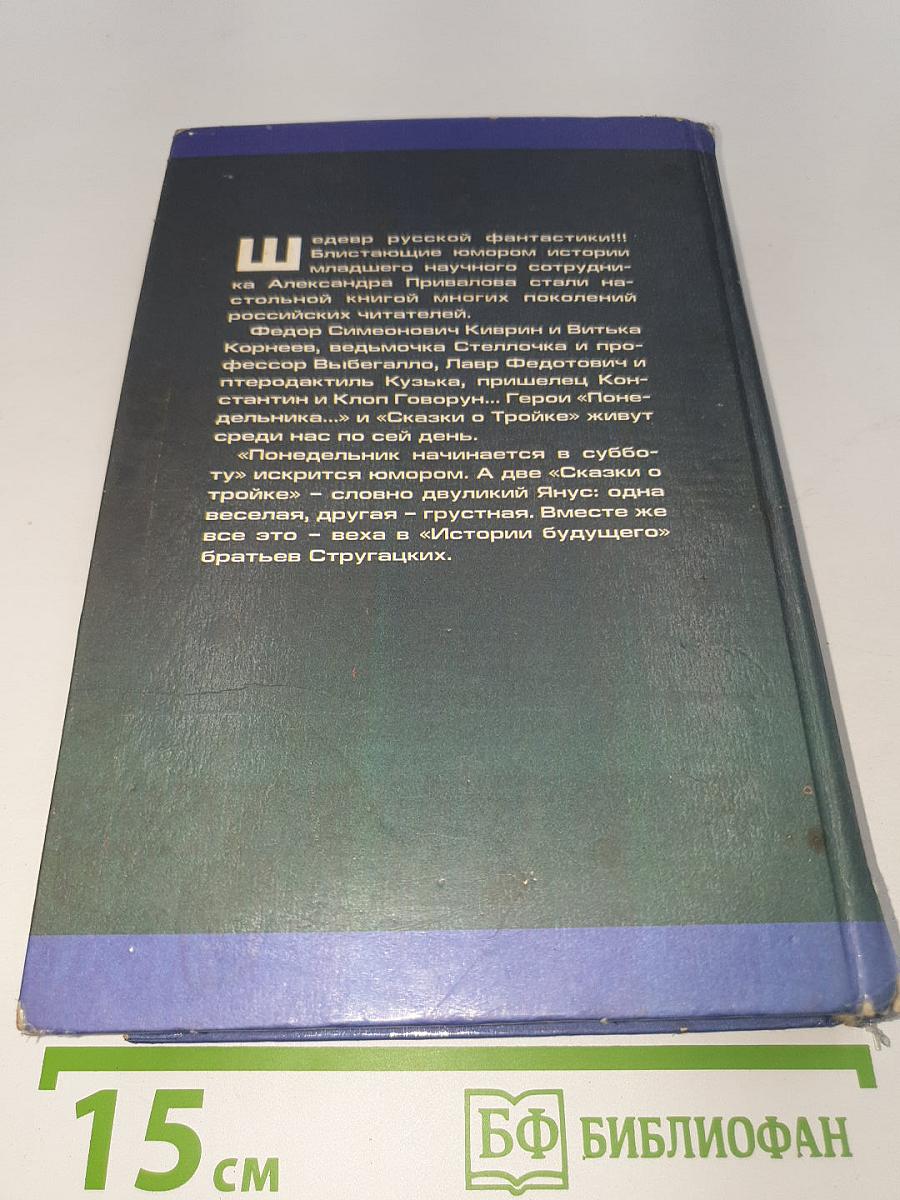 Шедевр русской фантастики!!!
Блистающие юмором истории
младшего научного сотрудни-
ка Александра Привалова стали на-
стольной книгой многих поколений
российских читателей.
Федор Симеонович Киврин и Витька
Корнеев, ведьмочка Стеллочка и про-
фессор Выбегалло, Лавр Федотович и
птеродактиль Кузька, пришелец Кон-
стантин и Клоп Говорун... Герои «Поне-
дельника...» и «Сказки о Тройке» живут
среди нас по сей день.
«Понедельник начинается в суббо-
ту» искрится юмором. А две «Сказки о
тройке» – словно двуликий Янус: одна
веселая, другая – грустная. Вместе же
все это – веха в «Истории будущего»
братьев Стругацких.
15 см
БФ БИБЛИОФАН